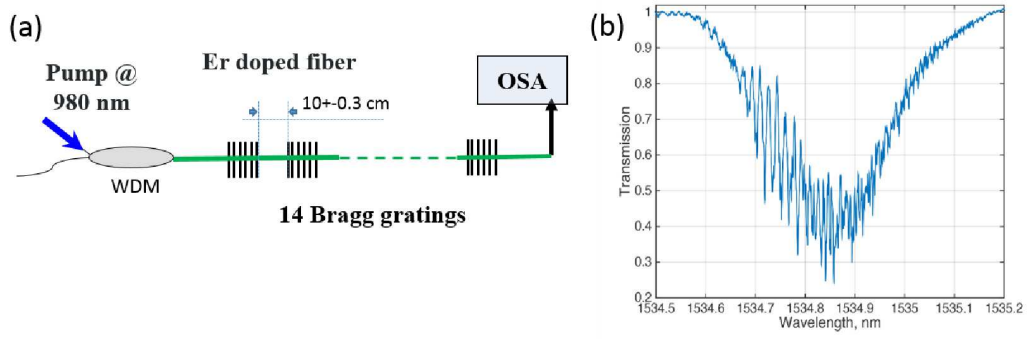 (a)
Pump @
980 nm
Er doped fiber
10+-0.3 cm
OSA
WDM
14 Bragg gratings
(b)
Transmission
1
0.9
0.8
0.7
0.6
0.5
0.4
0.3
0.2
1534.5 1534.6 1534.7 1534.8 1534.9 1535 1535.1 1535.2
Wavelength, nm